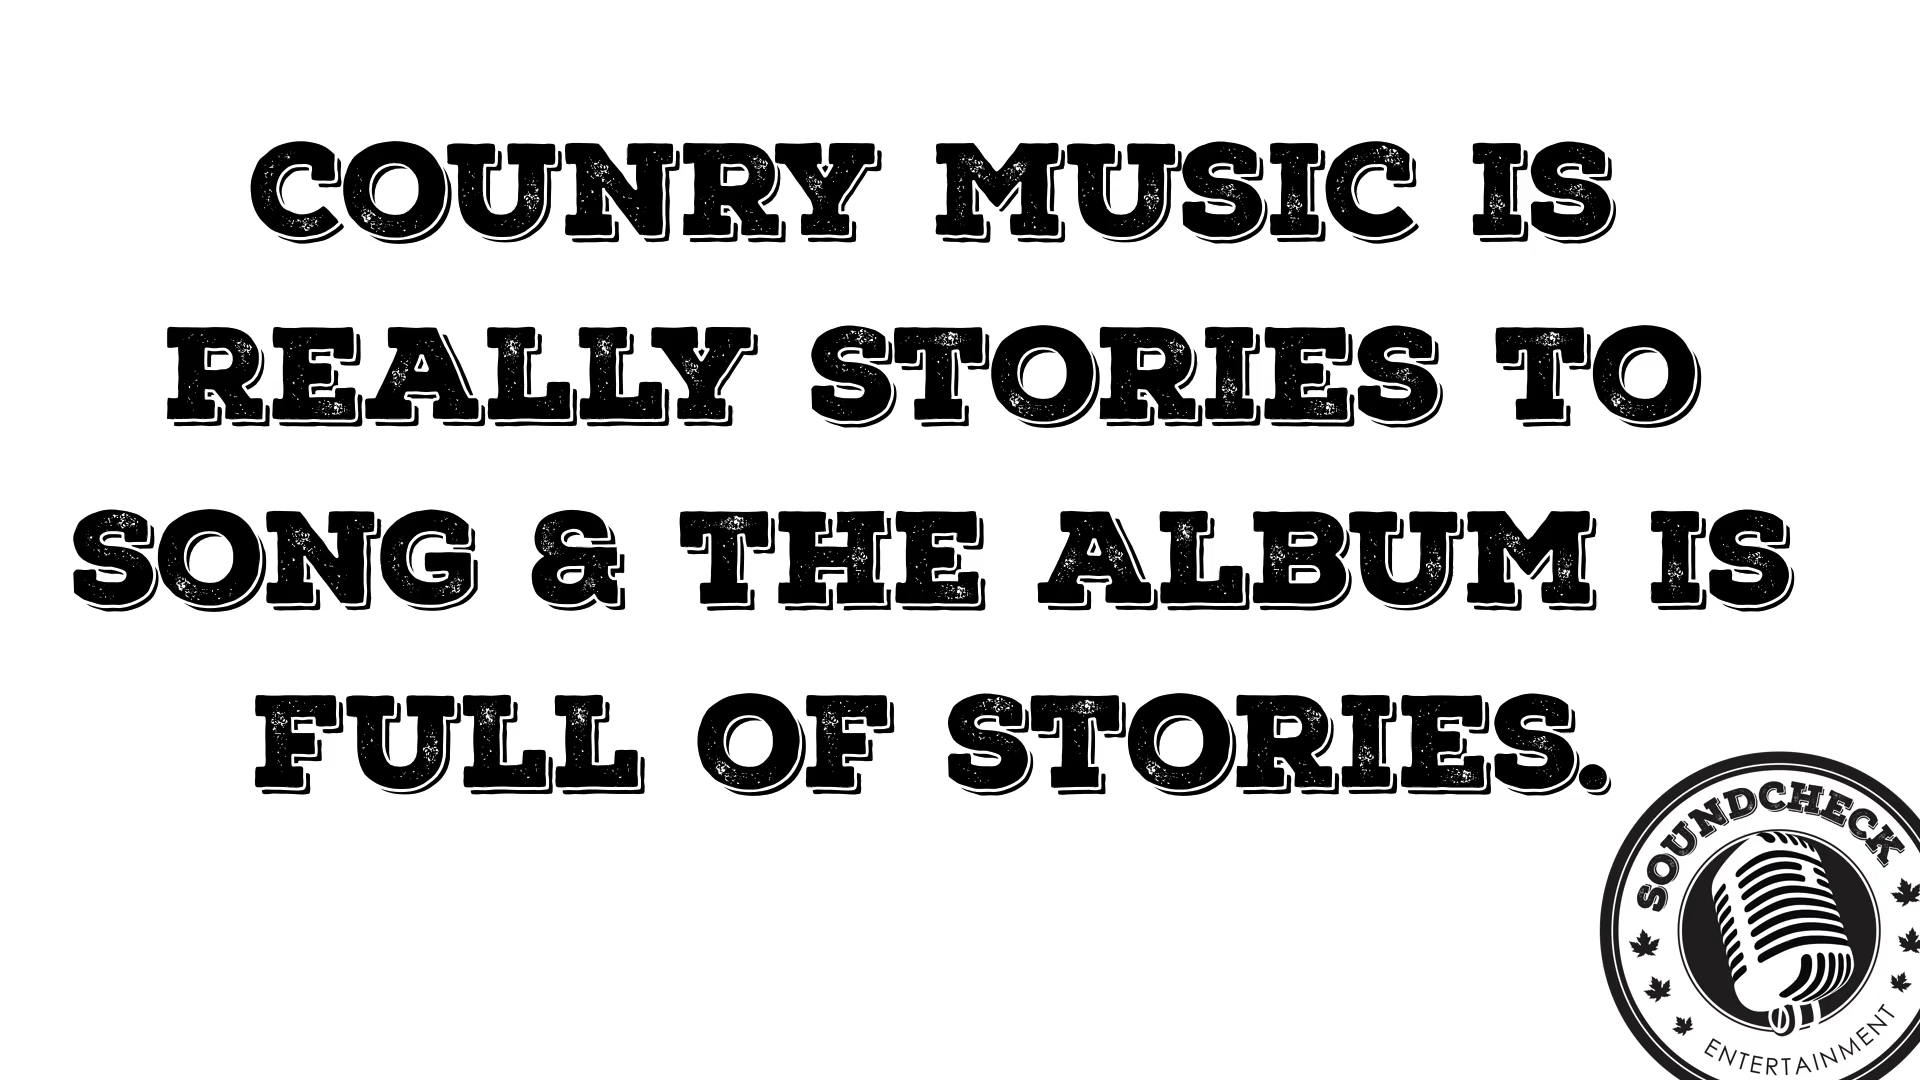 COUNRY MUSIC IS
REALLY STORIES TO
SONG & THE ALBUM IS
FULL OF STORIES.
SOUNDCHECK
ENTERTAINMENT